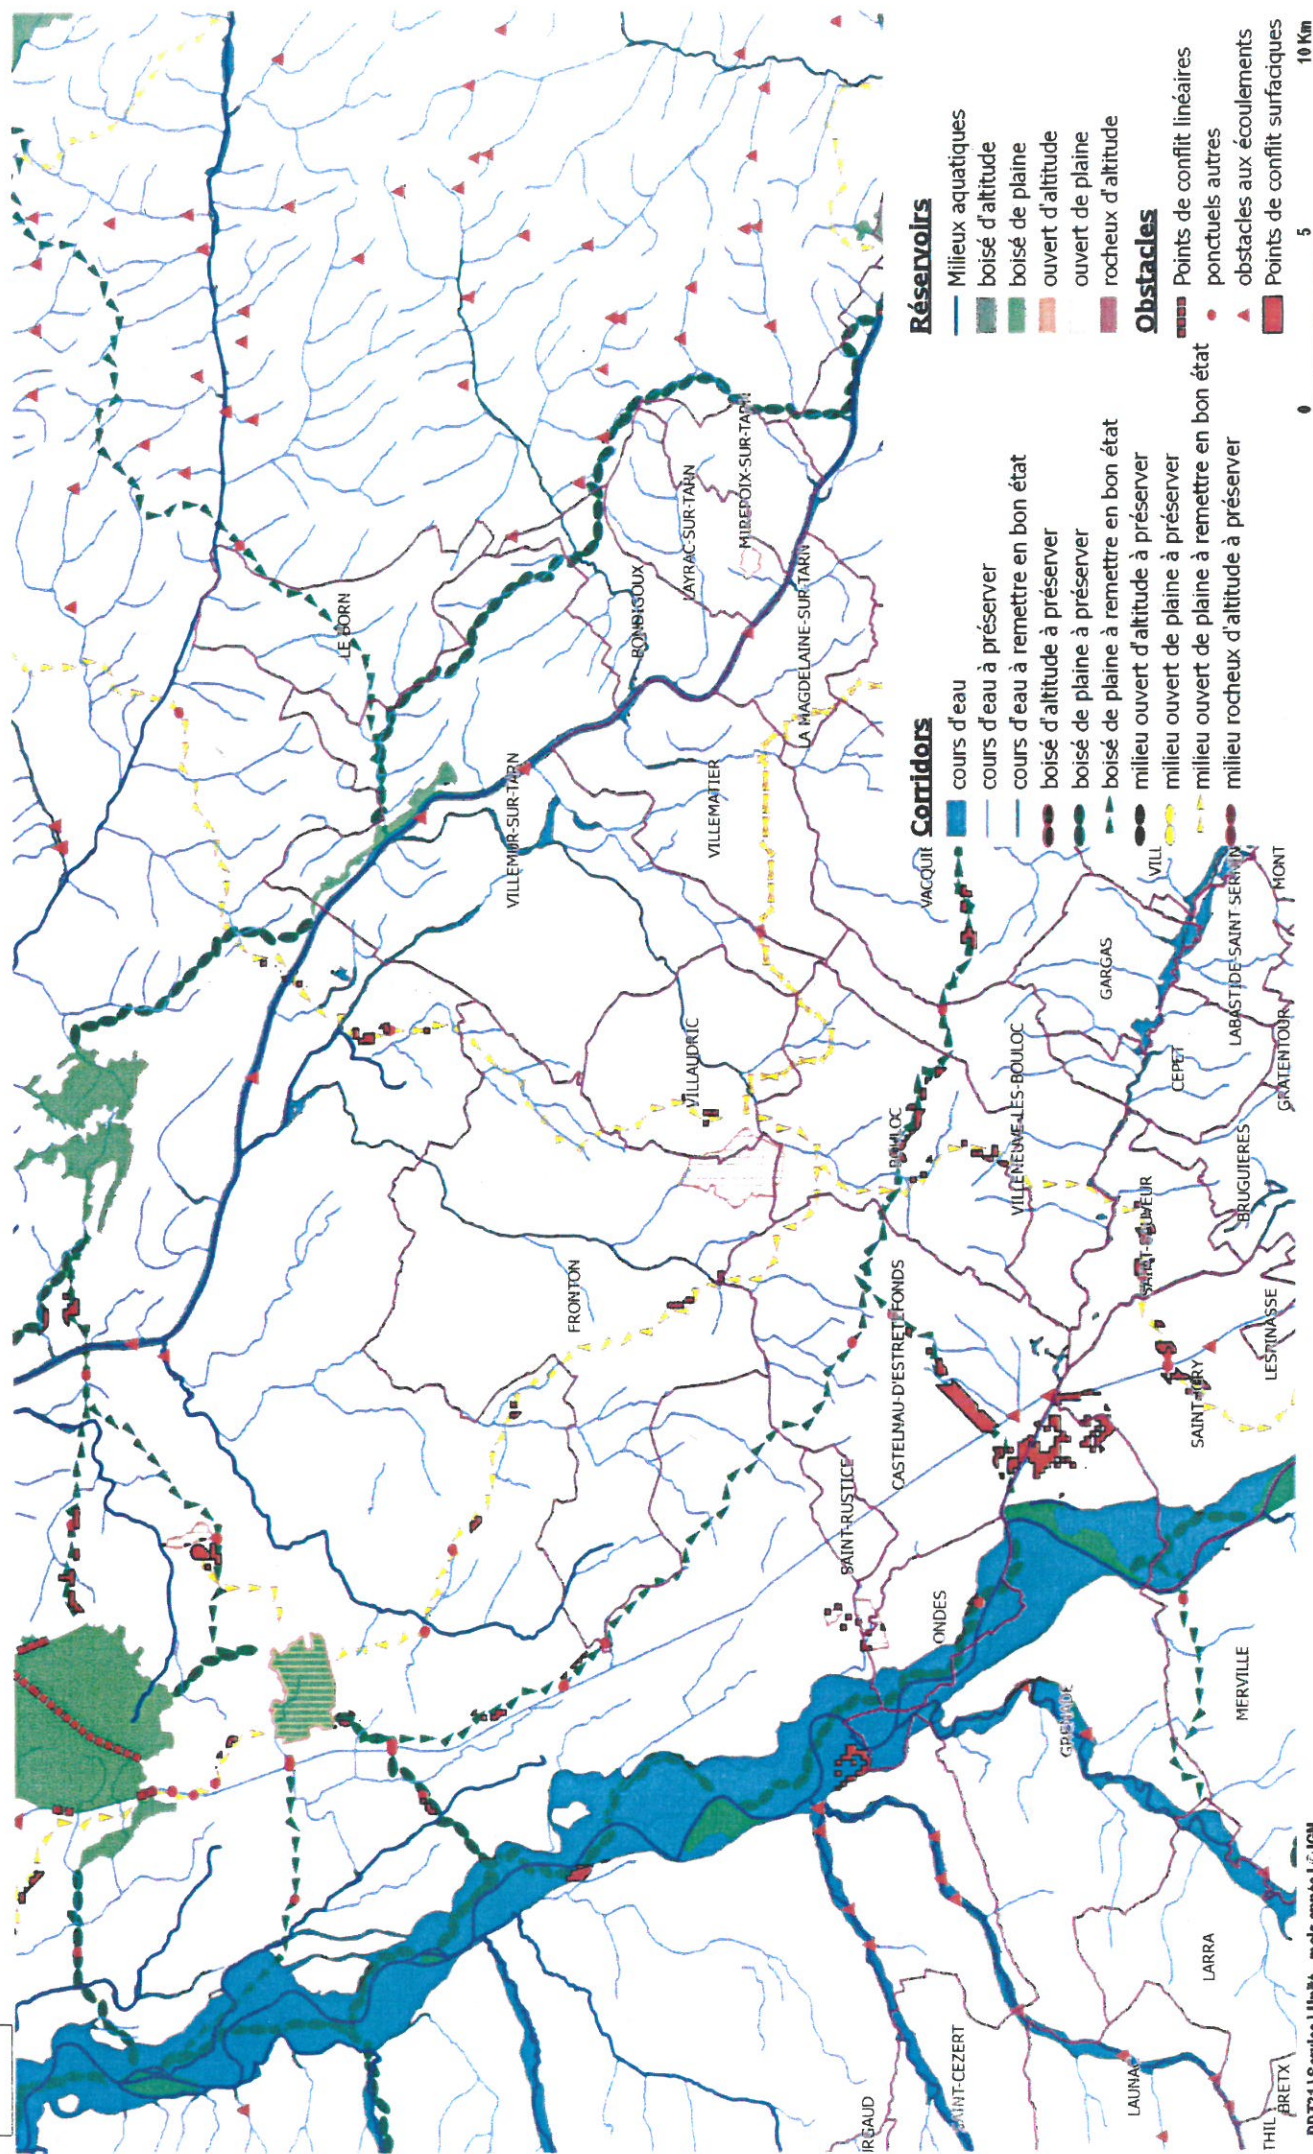 LE BORN
LAYRAC-SUR-TARN
MIREPOIX-SUR-TARN
BONDIGOUX
LA MAGDELAINE-SUR-TARN
VILLEMUR-SUR-TARN
VILLEMATIER
VILLAUDRIC
FRONTON
VACQUIE
BOULOC
VILLENEUVE-LES-BOULOC
GARGAS
VILL
CEPET
LABASTIDE-SAINT-SERNIN
MONT
GRATENTOUR
BRUGUIERES
SAINT-SAUVEUR
LESPINASSE
SAINT-JORY
CASTELNAU-D'ESTRETEFONDS
SAINT-RUSTICE
ONDES
GRENADE
MERVILLE
LARRA
LAUNAC
SAINT-CEZERT
URGAUD
THIL
BRETX
Corridors
cours d'eau
cours d'eau à préserver
cours d'eau à remettre en bon état
boisé d'altitude à préserver
boisé de plaine à préserver
boisé de plaine à remettre en bon état
milieu ouvert d'altitude à préserver
milieu ouvert de plaine à préserver
milieu ouvert de plaine à remettre en bon état
milieu rocheux d'altitude à préserver
Réservoirs
Milieux aquatiques
boisé d'altitude
boisé de plaine
ouvert d'altitude
ouvert de plaine
rocheux d'altitude
Obstacles
Points de conflit linéaires
ponctuels autres
obstacles aux écoulements
Points de conflit surfaciques
0 5 10 Km